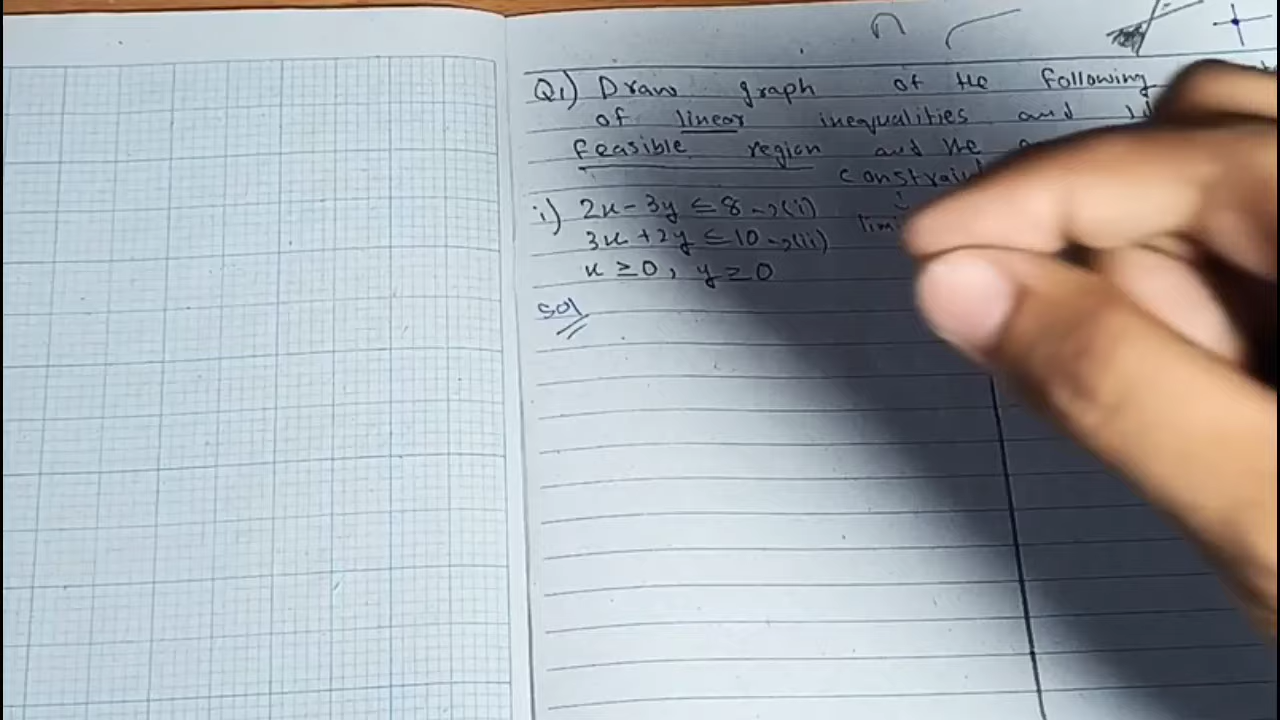 Q1) Draw graph of the following
of linear inequalities and
feasible region and the
constrain
i) 2x - 3y ≤ 8 → (i)
3x + 2y ≤ 10 → (ii)
x ≥ 0, y ≥ 0
sol